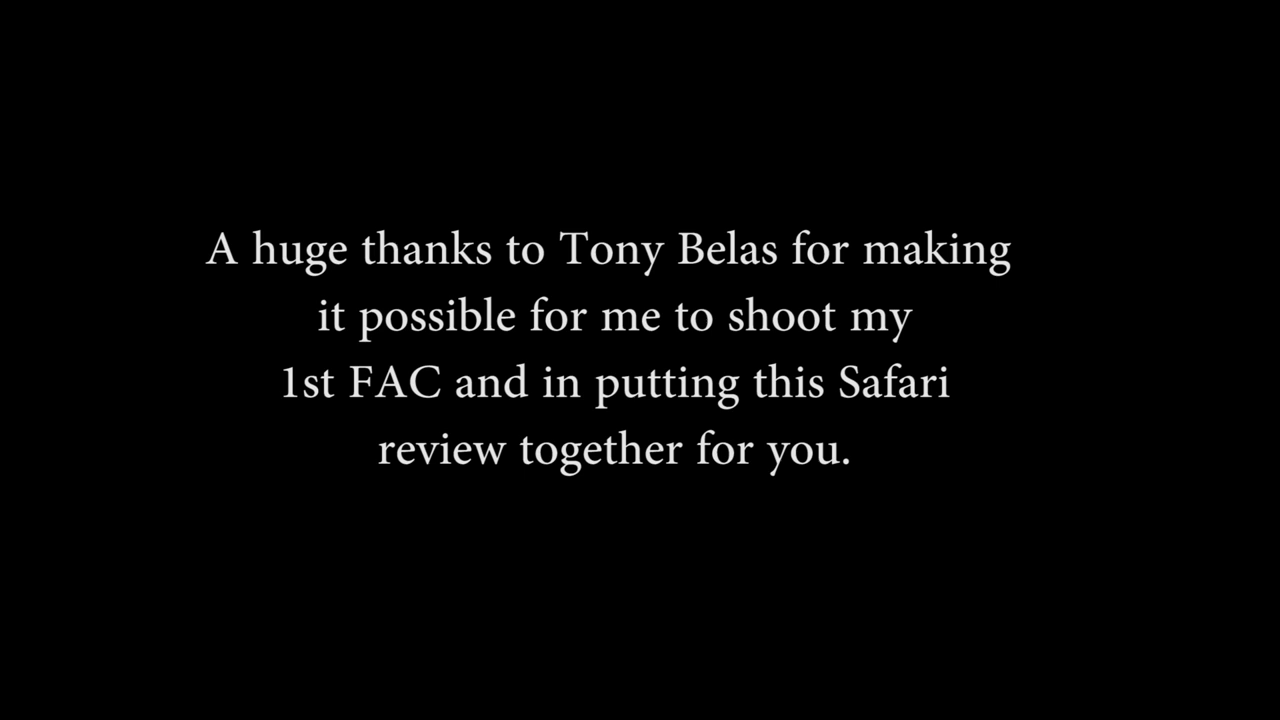 A huge thanks to Tony Belas for making
it possible for me to shoot my
1st FAC and in putting this Safari
review together for you.